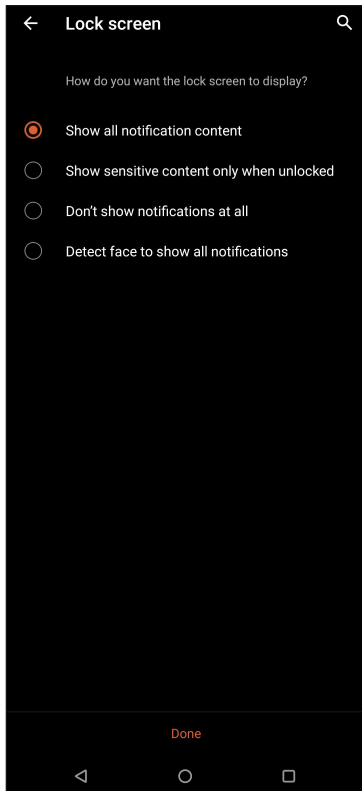 Lock screen
How do you want the lock screen to display?
Show all notification content
Show sensitive content only when unlocked
Don't show notifications at all
Detect face to show all notifications
Done